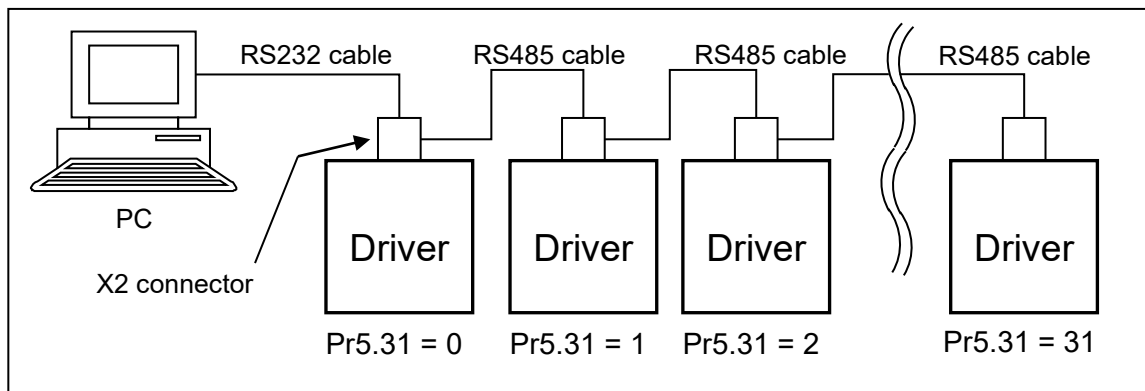 RS232 cable
RS485 cable
RS485 cable
RS485 cable
PC
X2 connector
Driver
Driver
Driver
Driver
Pr5.31 = 0
Pr5.31 = 1
Pr5.31 = 2
Pr5.31 = 31